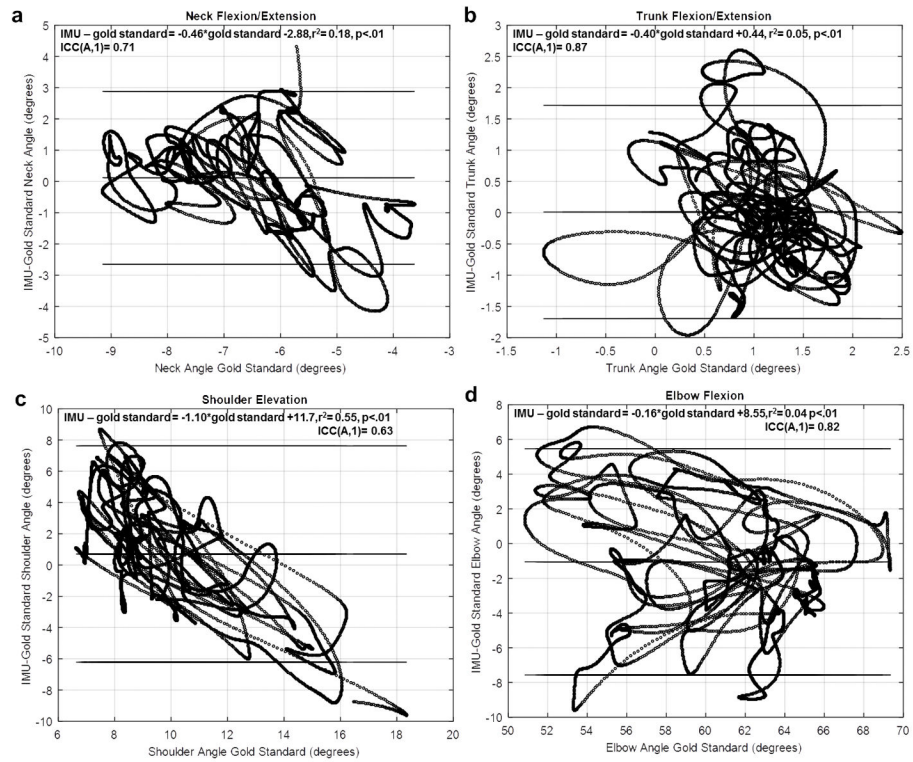 a
Neck Flexion/Extension
IMU – gold standard = -0.46*gold standard -2.88,r²= 0.18, p<.01
ICC(A,1)= 0.71
IMU-Gold Standard Neck Angle (degrees)
5
4
3
2
1
0
-1
-2
-3
-4
-5
-10 -9 -8 -7 -6 -5 -4 -3
Neck Angle Gold Standard (degrees)
b
Trunk Flexion/Extension
IMU – gold standard = -0.40*gold standard +0.44, r²= 0.05, p<.01
ICC(A,1)= 0.87
IMU-Gold Standard Trunk Angle (degrees)
3
2.5
2
1.5
1
0.5
0
-0.5
-1
-1.5
-2
-1.5 -1 -0.5 0 0.5 1 1.5 2 2.5
Trunk Angle Gold Standard (degrees)
c
Shoulder Elevation
IMU – gold standard = -1.10*gold standard +11.7,r²= 0.55, p<.01
ICC(A,1)= 0.63
IMU-Gold Standard Shoulder Angle (degrees)
10
8
6
4
2
0
-2
-4
-6
-8
-10
6 8 10 12 14 16 18 20
Shoulder Angle Gold Standard (degrees)
d
Elbow Flexion
IMU – gold standard = -0.16*gold standard +8.55,r²= 0.04 p<.01
ICC(A,1)= 0.82
IMU-Gold Standard Elbow Angle (degrees)
8
6
4
2
0
-2
-4
-6
-8
-10
50 52 54 56 58 60 62 64 66 68 70
Elbow Angle Gold Standard (degrees)